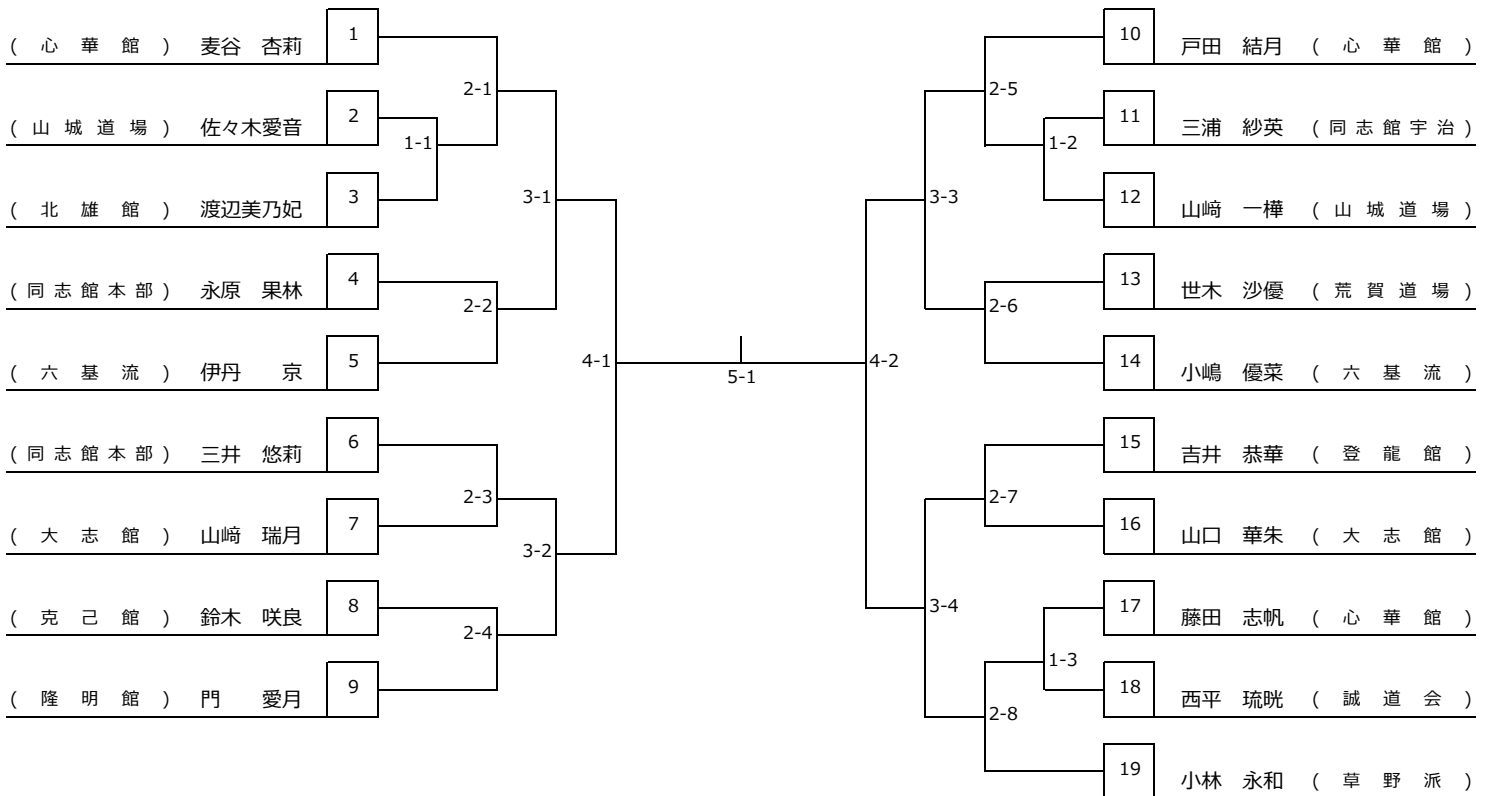 (心華館) 麦谷 杏莉 1
2-1
(山城道場) 佐々木愛音 2
1-1
(北雄館) 渡辺美乃妃 3
3-1
(同志館本部) 永原 果林 4
2-2
(六基流) 伊丹 京 5
4-1
(同志館本部) 三井 悠莉 6
2-3
(大志館) 山﨑 瑞月 7
3-2
(克己館) 鈴木 咲良 8
2-4
(隆明館) 門 愛月 9
5-1
10 戸田 結月 (心華館)
2-5
11 三浦 紗英 (同志館宇治)
1-2
12 山﨑 一樺 (山城道場)
3-3
13 世木 沙優 (荒賀道場)
2-6
14 小嶋 優菜 (六基流)
4-2
15 吉井 恭華 (登龍館)
2-7
16 山口 華朱 (大志館)
3-4
17 藤田 志帆 (心華館)
1-3
18 西平 琉晄 (誠道会)
2-8
19 小林 永和 (草野派)